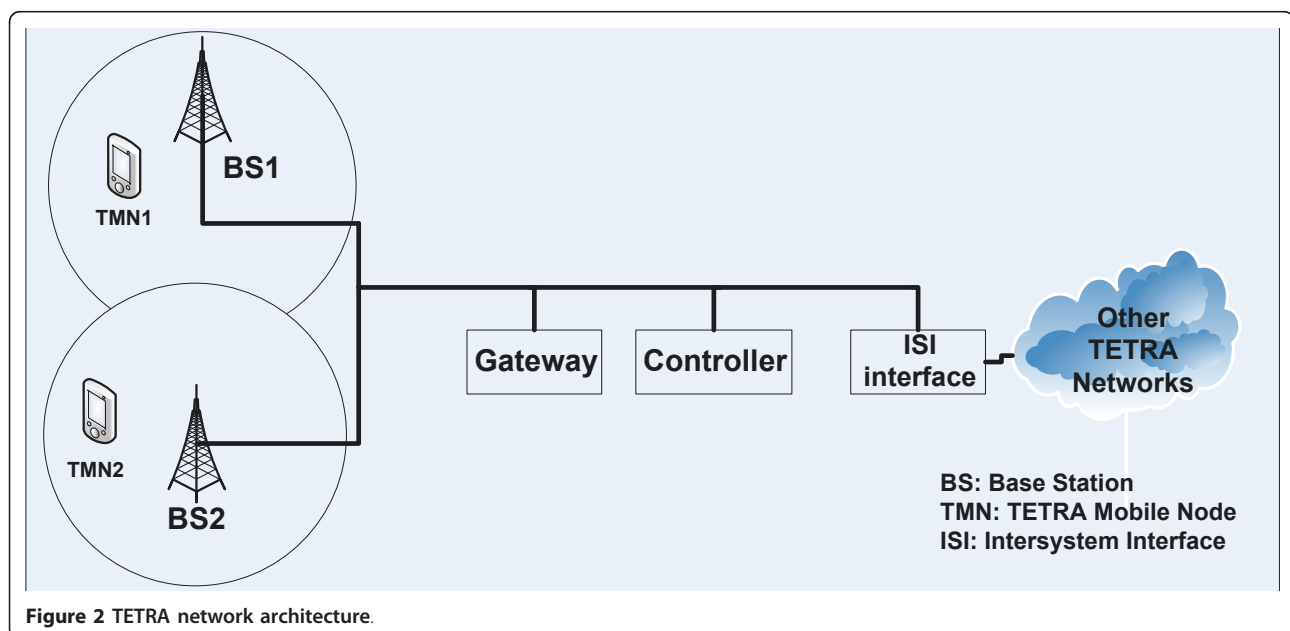 BS1
TMN1
Gateway
Controller
ISI
interface
Other
TETRA
Networks
TMN2
BS2
BS: Base Station
TMN: TETRA Mobile Node
ISI: Intersystem Interface
Figure 2 TETRA network architecture.